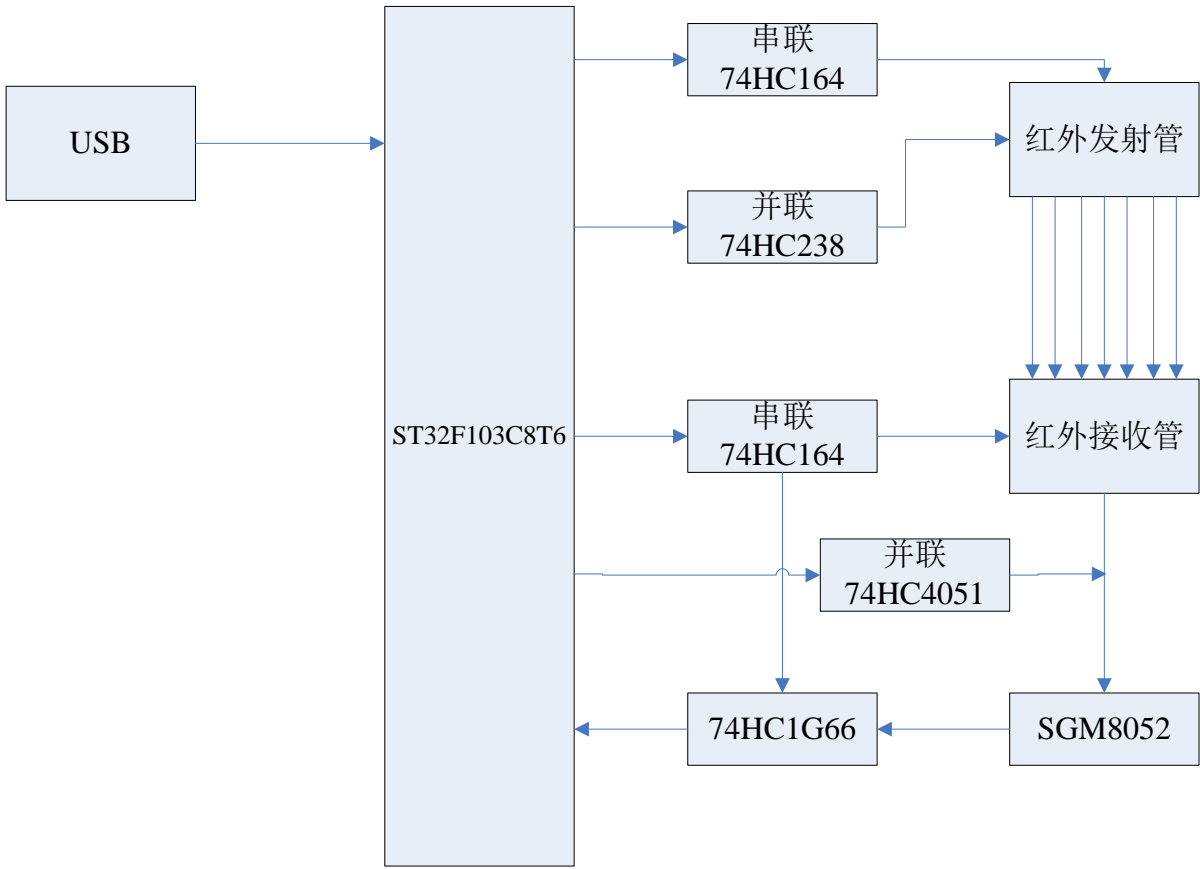 串联
74HC164
USB
红外发射管
并联
74HC238
ST32F103C8T6
串联
74HC164
红外接收管
并联
74HC4051
74HC1G66
SGM8052